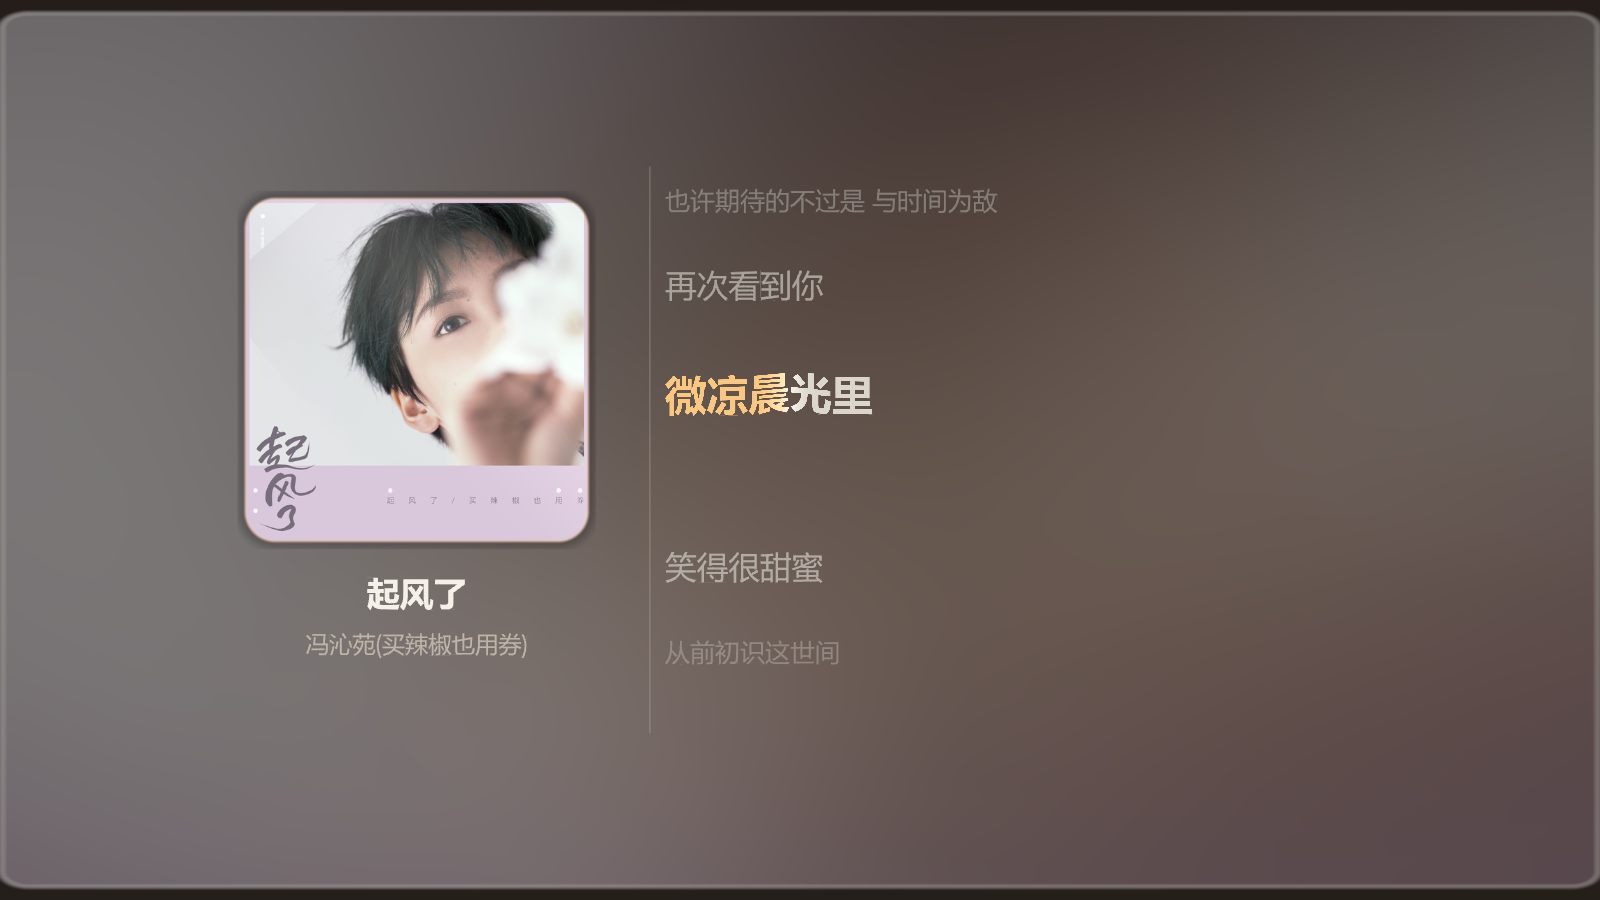 起风了
起 风 了 / 买 辣 椒 也 用 券
起风了
冯沁苑(买辣椒也用券)
也许期待的不过是 与时间为敌
再次看到你
微凉晨光里
笑得很甜蜜
从前初识这世间